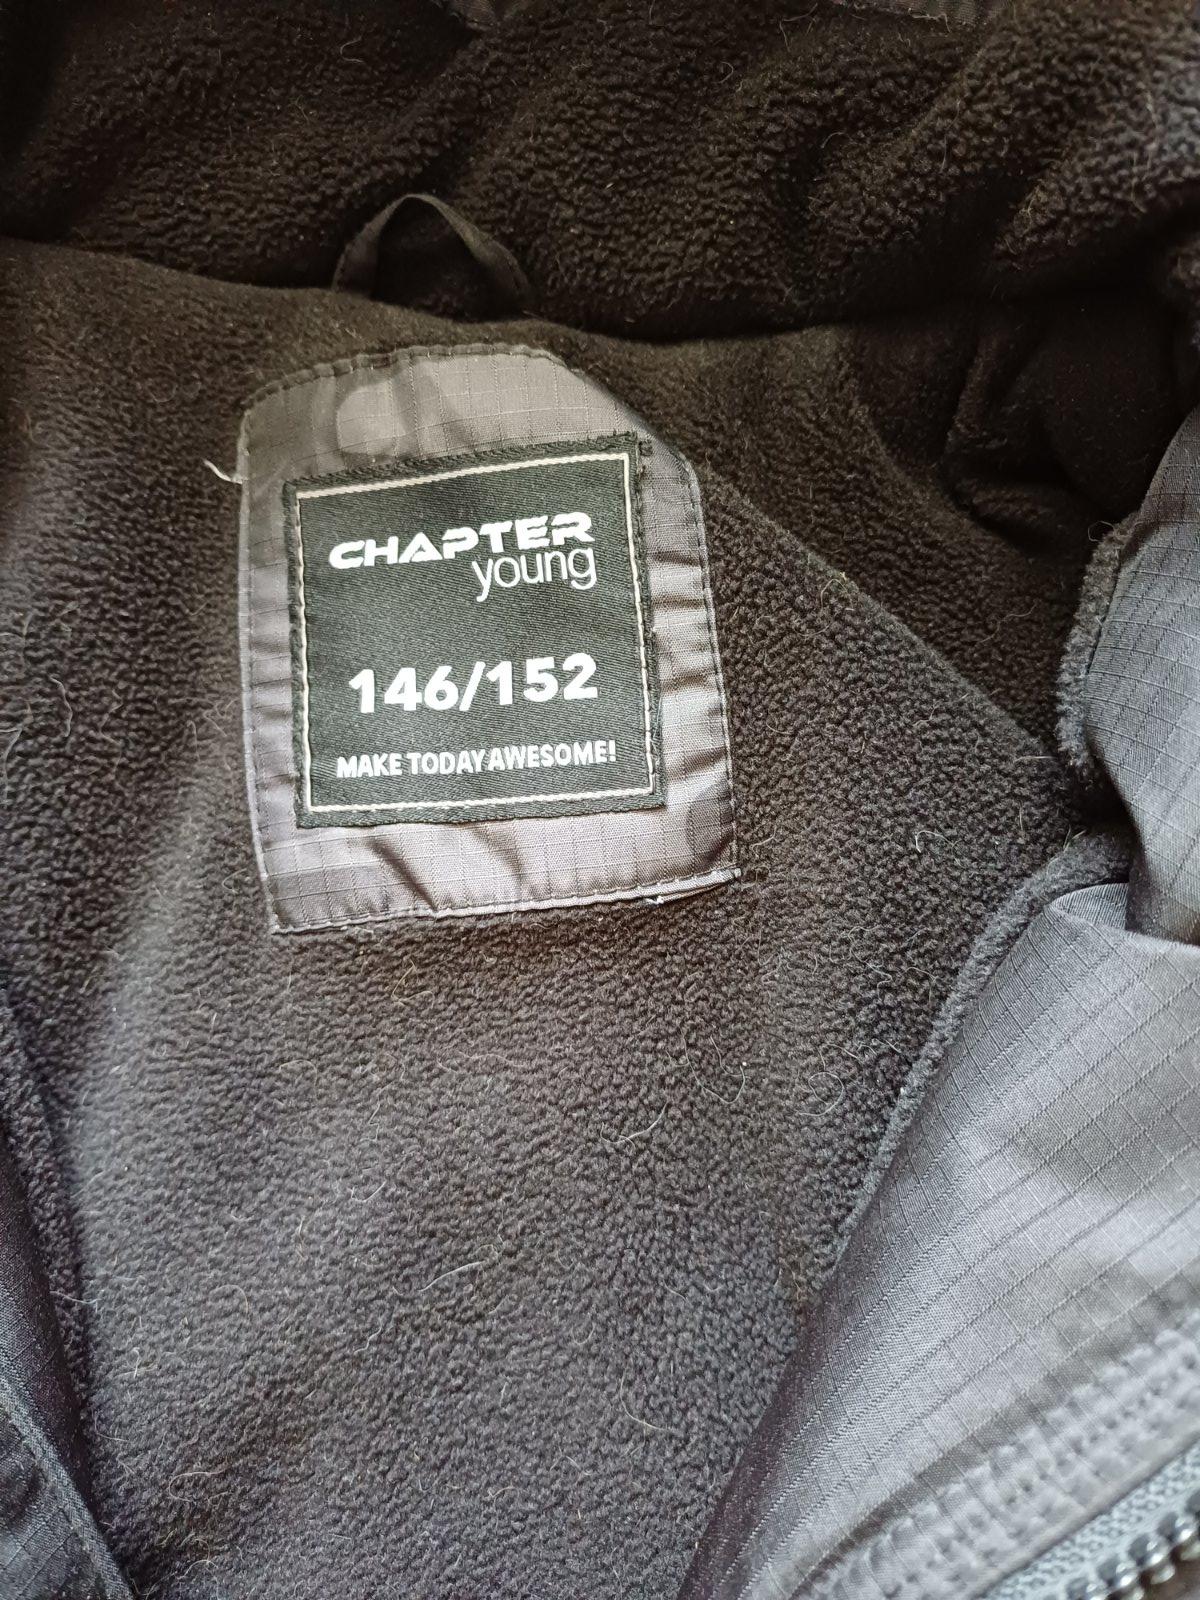 CHAPTER
young
146/152
MAKE TODAY AWESOME!